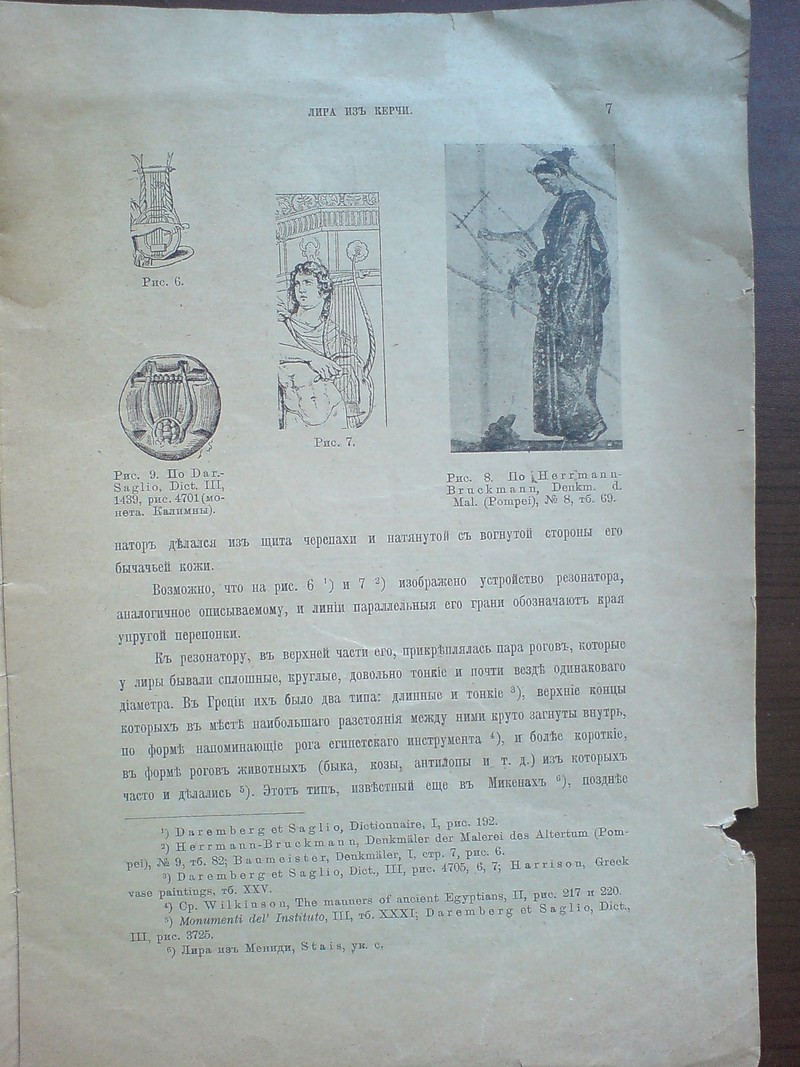 ЛИРА ИЗЪ КЕРЧИ.
7
Рис. 6.
Рис. 7.
Рис. 9. По Dar.-
Saglio, Dict. III,
1439, рис. 4701 (мо-
нета. Калимны).
Рис. 8. По Herrmann-
Bruckmann, Denkm. d.
Mal. (Pompei), № 8, тб. 69.
наторъ дѣлался изъ щита черепахи и натянутой съ вогнутой стороны его
бычачьей кожи.
Возможно, что на рис. 6 ¹) и 7 ²) изображено устройство резонатора,
аналогичное описываемому, и линіи параллельныя его грани обозначаютъ края
упругой перепонки.
Къ резонатору, въ верхней части его, прикрѣплялась пара роговъ, которые
у лиры бывали сплошные, круглые, довольно тонкіе и почти вездѣ одинаковаго
діаметра. Въ Греціи ихъ было два типа: длинные и тонкіе ³), верхніе концы
которыхъ въ мѣстѣ наибольшаго разстоянія между ними круто загнуты внутрь,
по формѣ напоминающіе рога египетскаго инструмента ⁴), и болѣе короткіе,
въ формѣ роговъ животныхъ (быка, козы, антилопы и т. д.) изъ которыхъ
часто и дѣлались ⁵). Этотъ типъ, извѣстный еще въ Микенахъ ⁶), позднѣе
¹) Daremberg et Saglio, Dictionnaire, I, рис. 192.
²) Herrmann-Bruckmann, Denkmäler der Malerei des Altertum (Pom-
pei), № 9, тб. 82; Baumeister, Denkmäler, I, стр. 7, рис. 6.
³) Daremberg et Saglio, Dict., III, рис. 4705, 6, 7; Harrison, Greek
vase paintings, тб. XXV.
⁴) Ср. Wilkinson, The manners of ancient Egyptians, II, рис. 217 и 220.
⁵) Monumenti del' Instituto, III, тб. XXXI; Daremberg et Saglio, Dict.,
III, рис. 3725.
⁶) Лира изъ Мениди, Stais, ук. с.